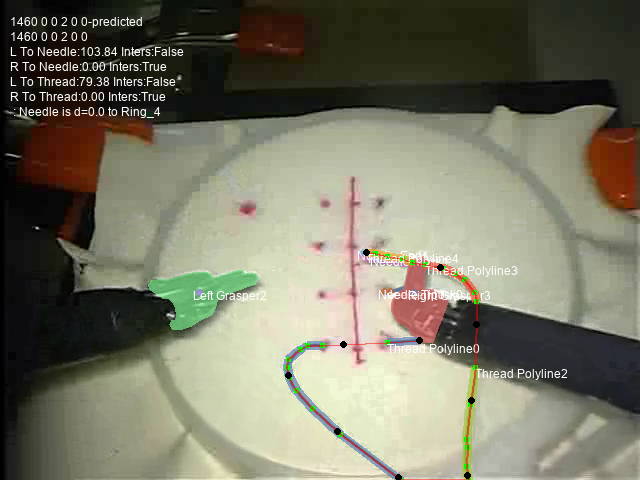 1460 0 0 2 0 0-predicted
1460 0 0 2 0 0
L To Needle:103.84 Inters:False
R To Needle:0.00 Inters:True
L To Thread:79.38 Inters:False
R To Thread:0.00 Inters:True
: Needle is d=0.0 to Ring_4
Thread Polyline4
Thread Polyline3
Left Grasper2
Thread Polyline0
Thread Polyline2